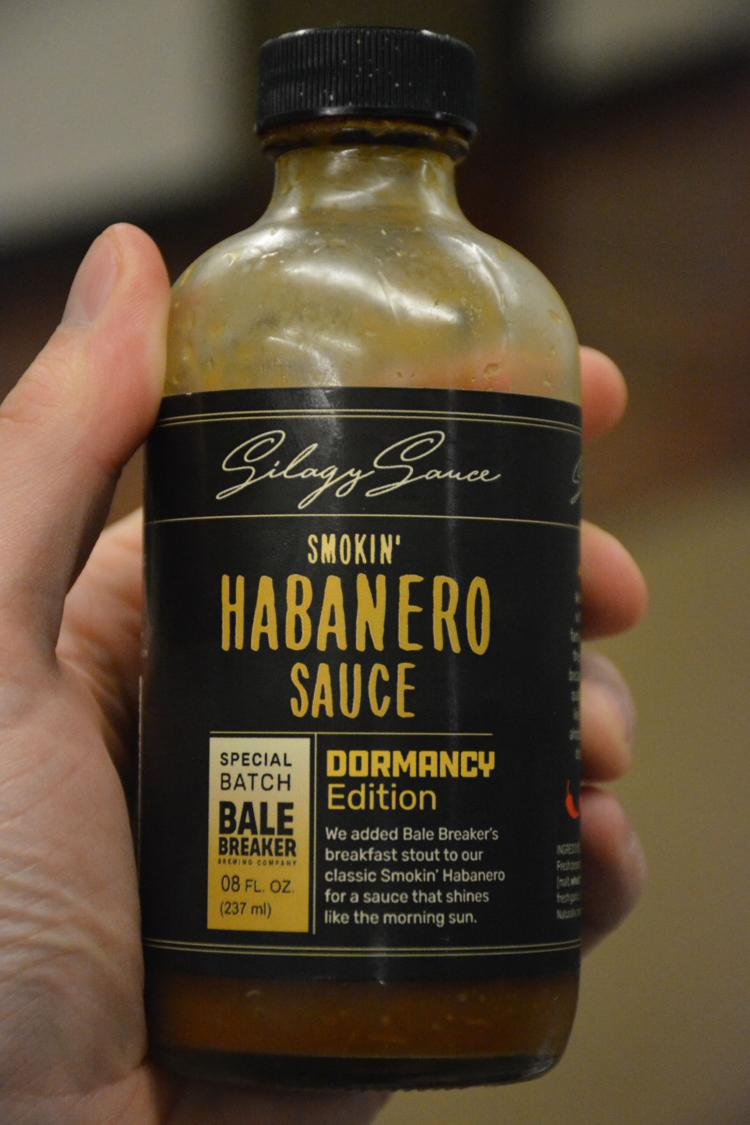 Silagy Sauce
SMOKIN'
HABANERO
SAUCE
SPECIAL
BATCH
BALE
BREAKER
BREWING COMPANY
08 FL. OZ.
(237 ml)
DORMANCY
Edition
We added Bale Breaker's
breakfast stout to our
classic Smokin' Habanero
for a sauce that shines
like the morning sun.